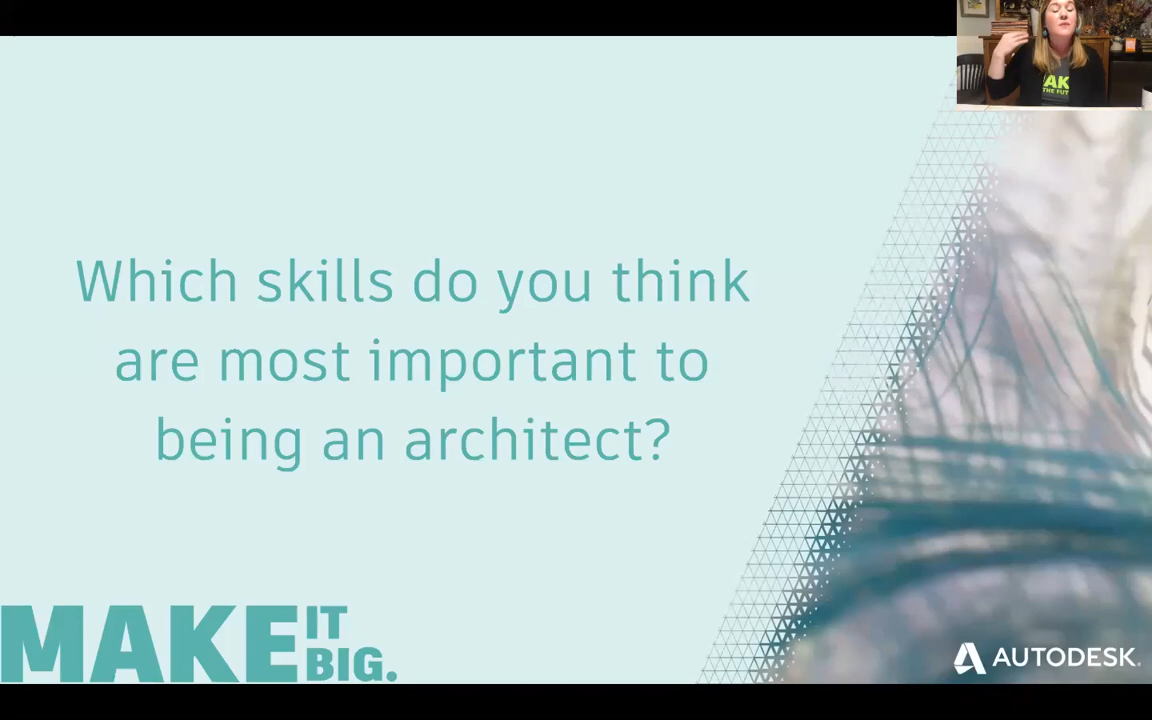 Which skills do you think
are most important to
being an architect?
MAKE IT
BIG.
AUTODESK.